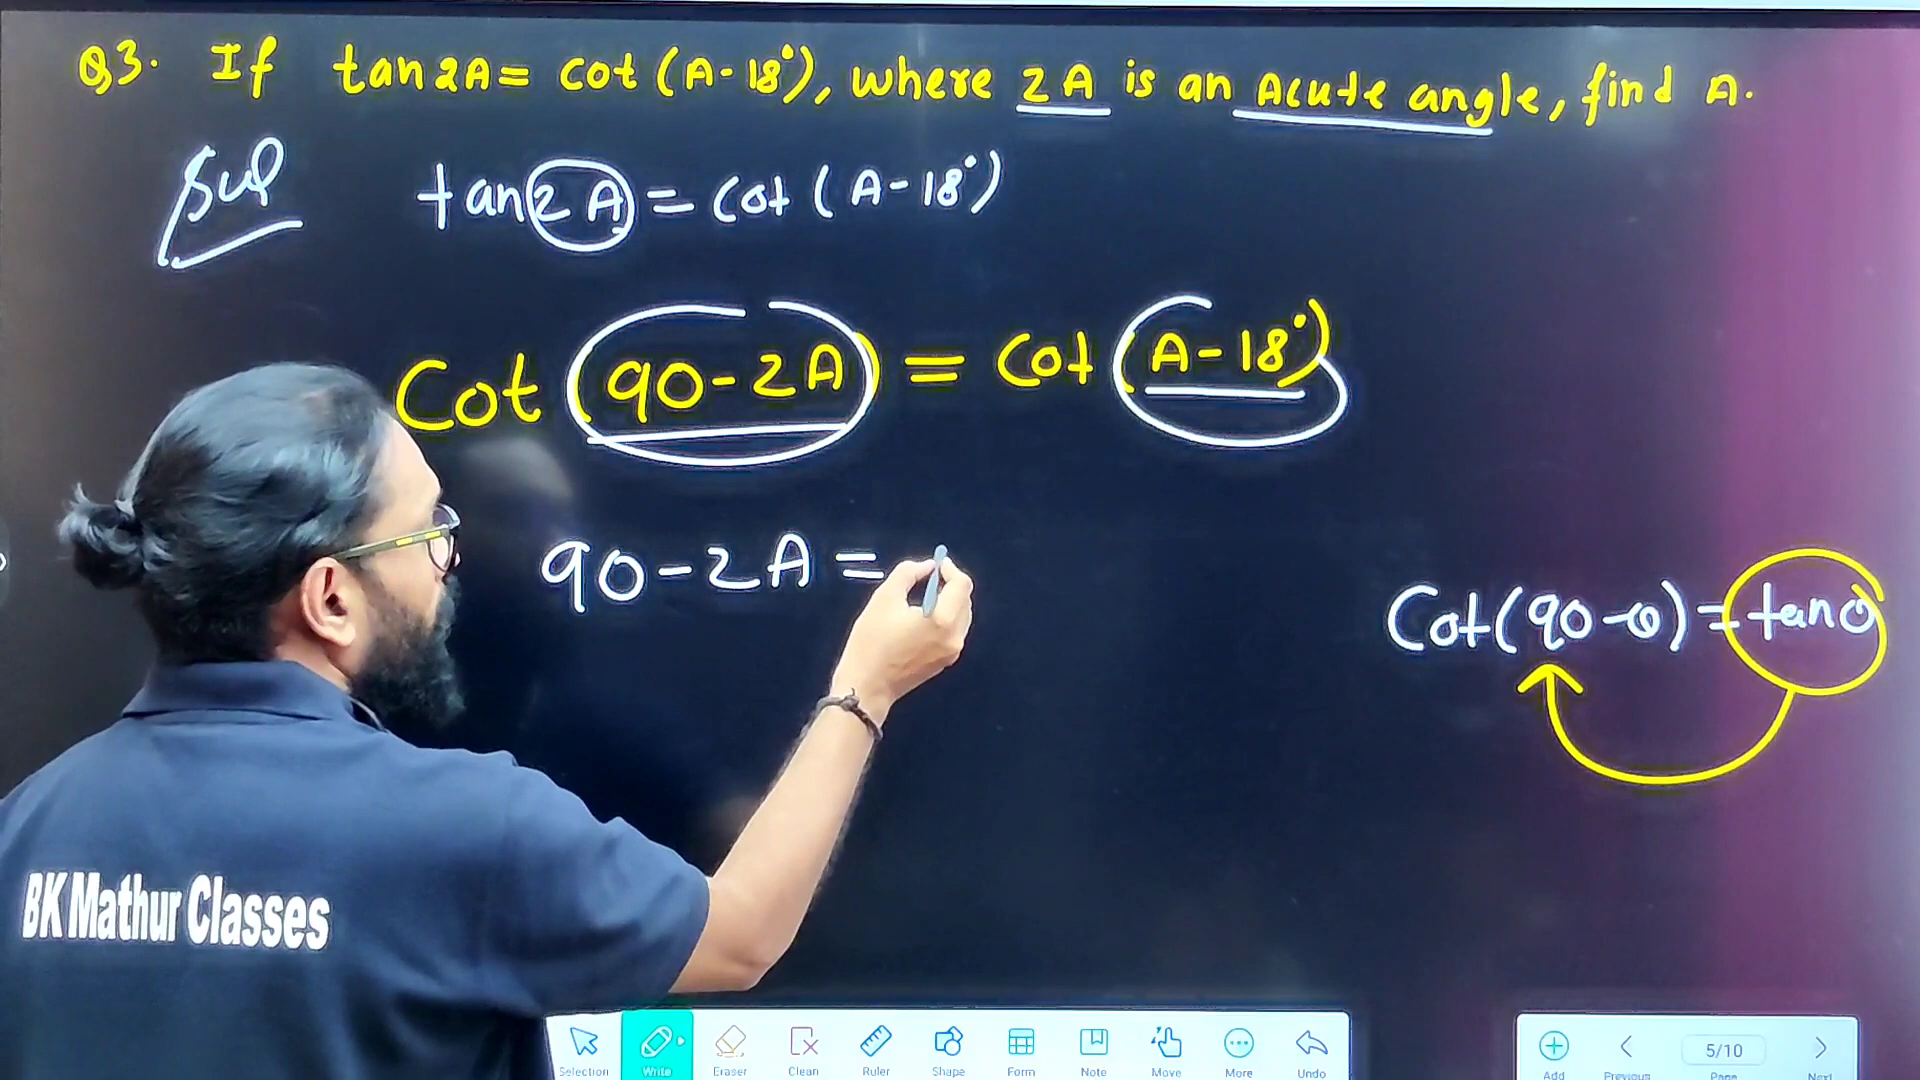 Q3. If tan2A = cot (A-18°), where 2A is an Acute angle, find A.
Sol tan2A = cot (A-18°)
Cot (90-2A) = Cot (A-18°)
90-2A =
Cot(90-θ) = tanθ
BK Mathur Classes
Selection Write Eraser Clean Ruler Shape Form Note Move More Undo
5/10
Add Previous Page Next